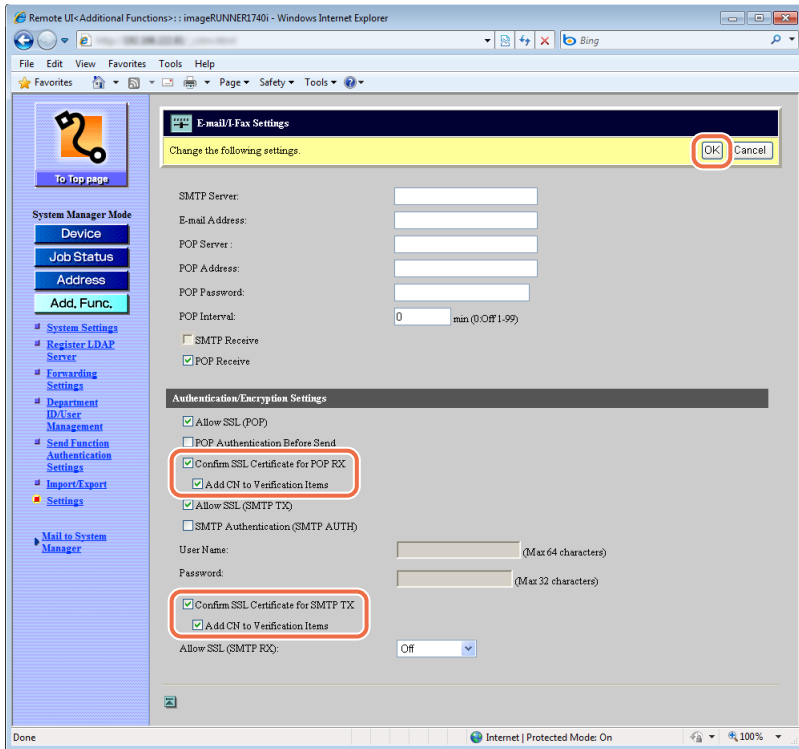 Remote UI<Additional Functions>: : imageRUNNER1740i - Windows Internet Explorer
Bing
File Edit View Favorites Tools Help
Favorites Page Safety Tools
E-mail/I-Fax Settings
Change the following settings.
OK Cancel
To Top page
System Manager Mode
Device
Job Status
Address
Add. Func.
System Settings
Register LDAP
Server
Forwarding
Settings
Department
ID/User
Management
Send Function
Authentication
Settings
Import/Export
Settings
Mail to System
Manager
SMTP Server:
E-mail Address:
POP Server :
POP Address:
POP Password:
POP Interval: 0 min (0:Off 1-99)
SMTP Receive
POP Receive
Authentication/Encryption Settings
Allow SSL (POP)
POP Authentication Before Send
Confirm SSL Certificate for POP RX
Add CN to Verification Items
Allow SSL (SMTP TX)
SMTP Authentication (SMTP AUTH)
User Name: (Max 64 characters)
Password: (Max 32 characters)
Confirm SSL Certificate for SMTP TX
Add CN to Verification Items
Allow SSL (SMTP RX): Off
Done Internet | Protected Mode: On 100%